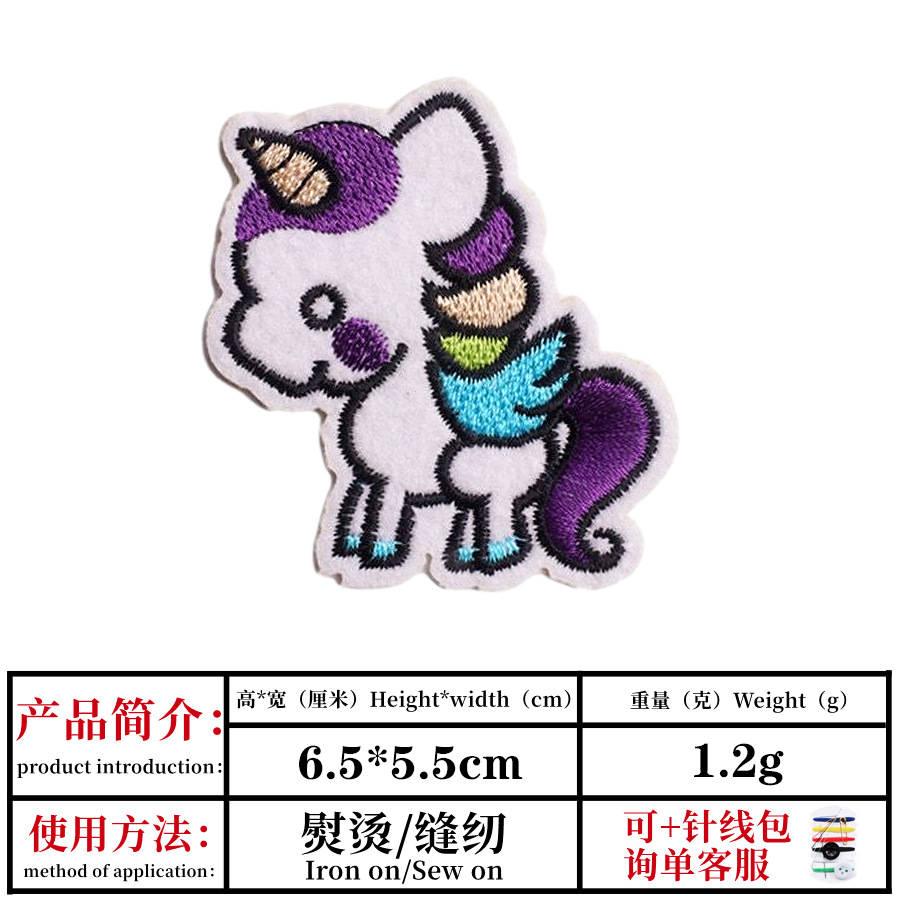 产品简介：
product introduction：
高*宽（厘米）Height*width（cm）
重量（克）Weight（g）
6.5*5.5cm
1.2g
使用方法：
method of application：
熨烫/缝纫
Iron on/Sew on
可+针线包
询单客服